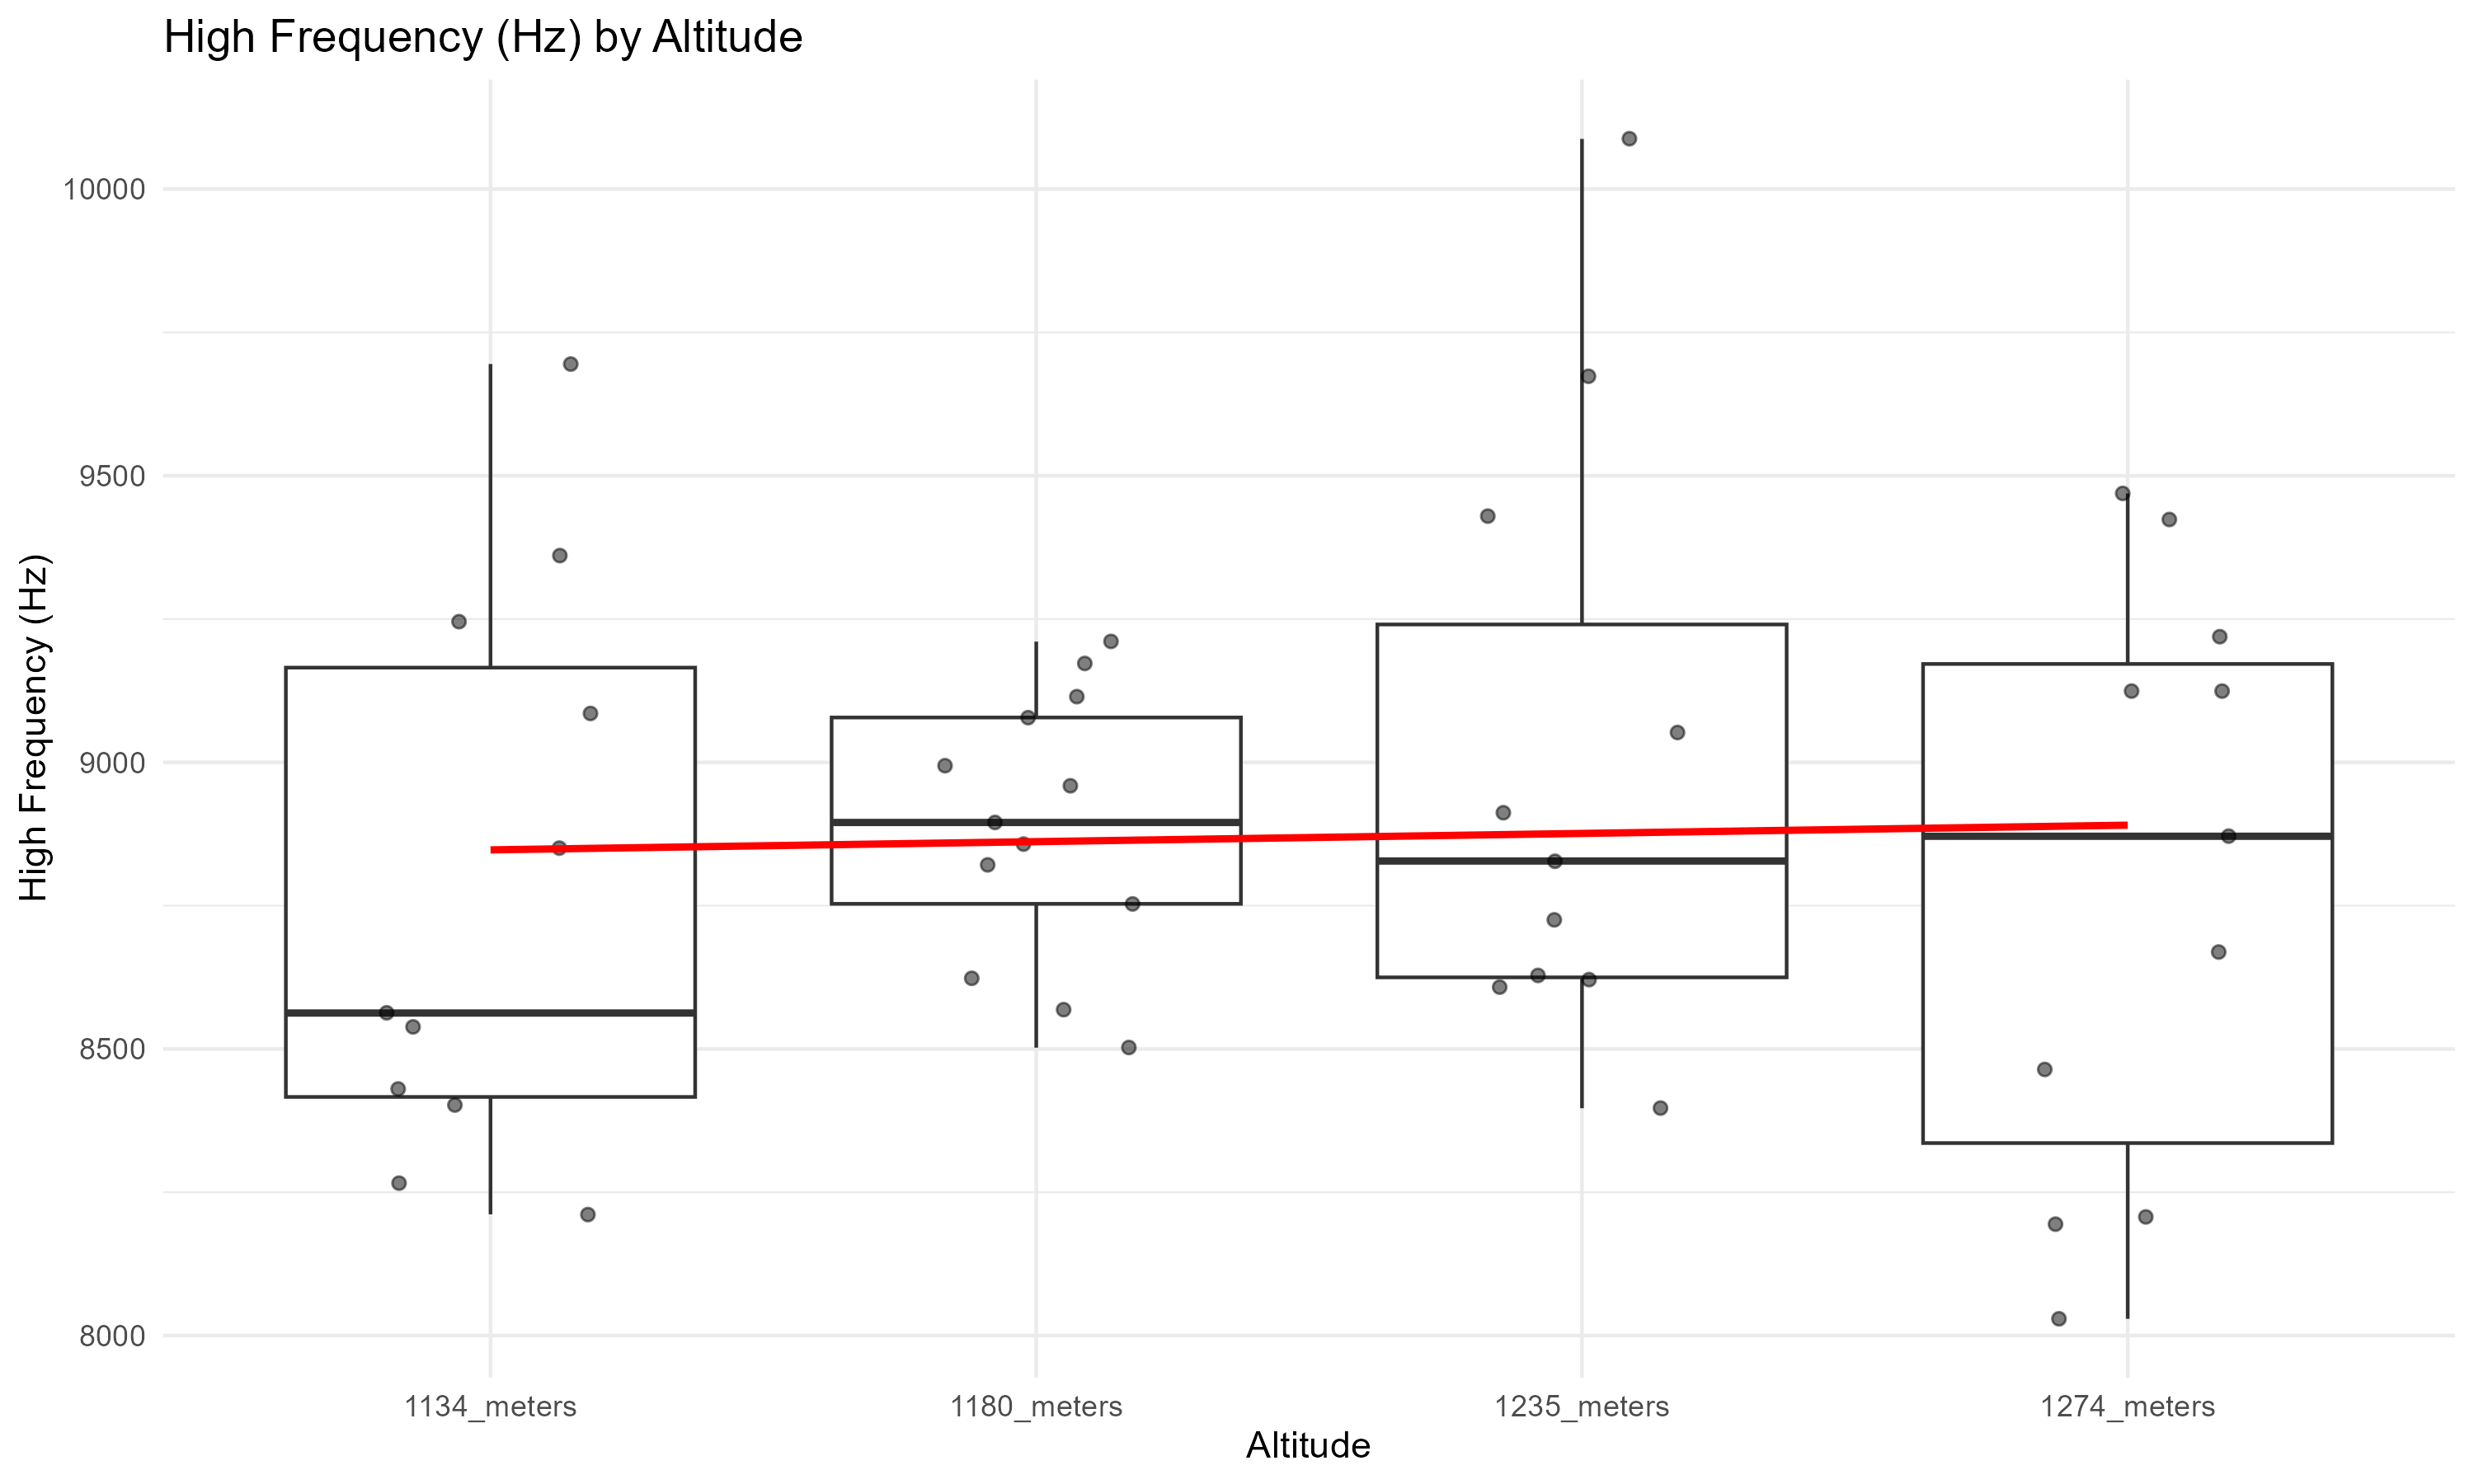 High Frequency (Hz) by Altitude
High Frequency (Hz)
10000
9500
9000
8500
8000
1134_meters 1180_meters 1235_meters 1274_meters
Altitude